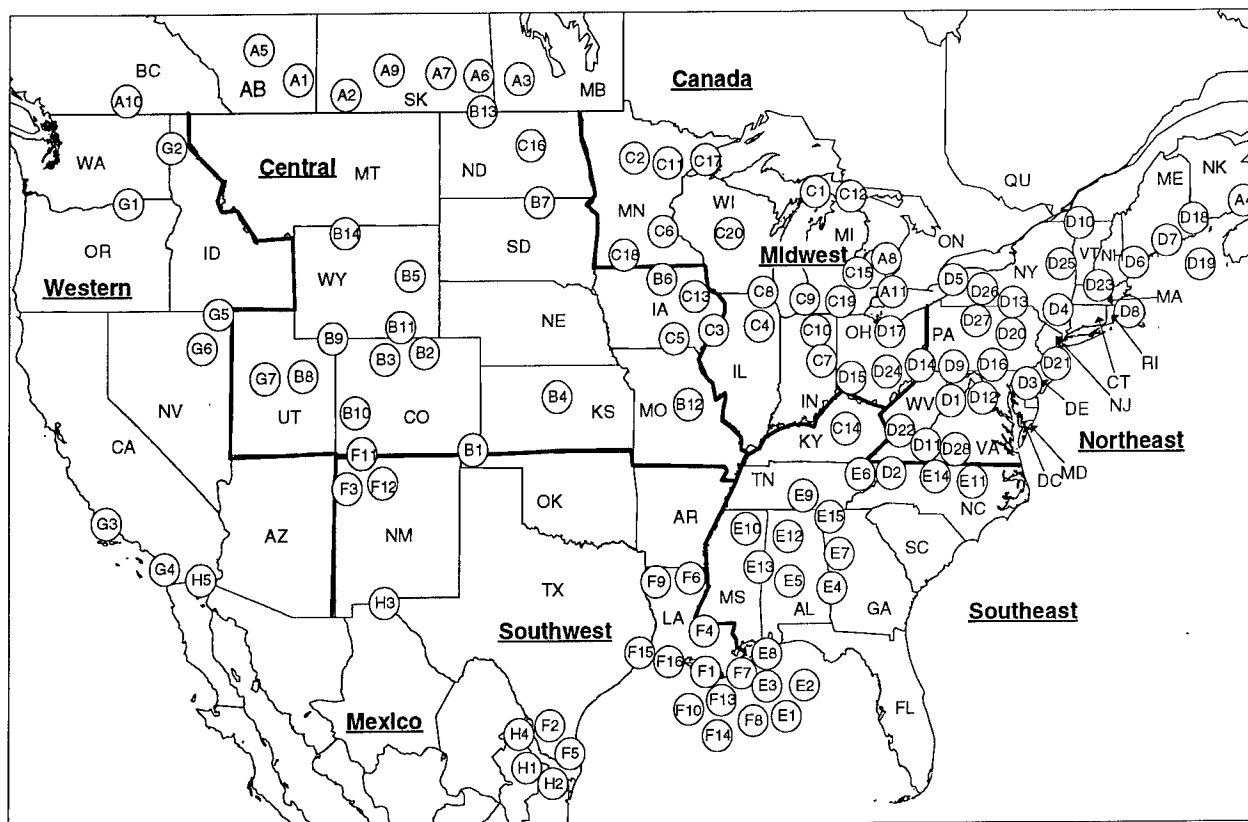 A5
A9
A7
A6
A3
BC
A1
AB
A2
SK
MB
Canada
A10
B13
WA
G2
Central
MT
ND
C16
C2
C11
C17
QU
ME
NK
A4
G1
B7
C1
C12
WI
MN
D10
D18
OR
ID
B14
SD
C6
C20
MI
ON
D7
Western
WY
B5
C18
Midwest
A8
NY
D25
VT
NH
D6
D19
B6
C15
D5
D26
D23
MA
IA
C13
C8
C9
C19
A11
D13
D4
D8
G5
B11
NE
C3
C4
C10
OH
D17
D27
PA
D20
G6
B9
B3
B2
C5
IL
C7
RI
G7
B8
D15
D24
D14
D9
D16
D21
CT
NV
UT
B10
CO
B4
KS
MO
B12
IN
WV
D1
D12
D3
DE
NJ
CA
F11
B1
KY
C14
D22
D11
D28
VA
Northeast
MD
DC
TN
E6
D2
E14
E11
F3
F12
OK
E9
NC
G3
AZ
NM
AR
E10
E12
E15
SC
G4
H5
TX
F9
F6
E13
E5
E7
E4
H3
MS
AL
GA
Southeast
LA
Southwest
F4
F15
F16
F1
F7
E8
E3
E2
FL
Mexico
F10
F13
F8
E1
H4
F2
F14
F5
H1
H2